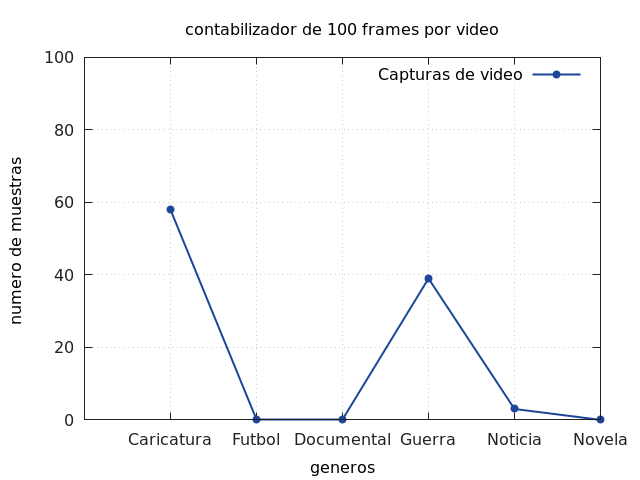 contabilizador de 100 frames por video
Capturas de video
100
80
60
40
20
0
numero de muestras
Caricatura Futbol Documental Guerra Noticia Novela
generos